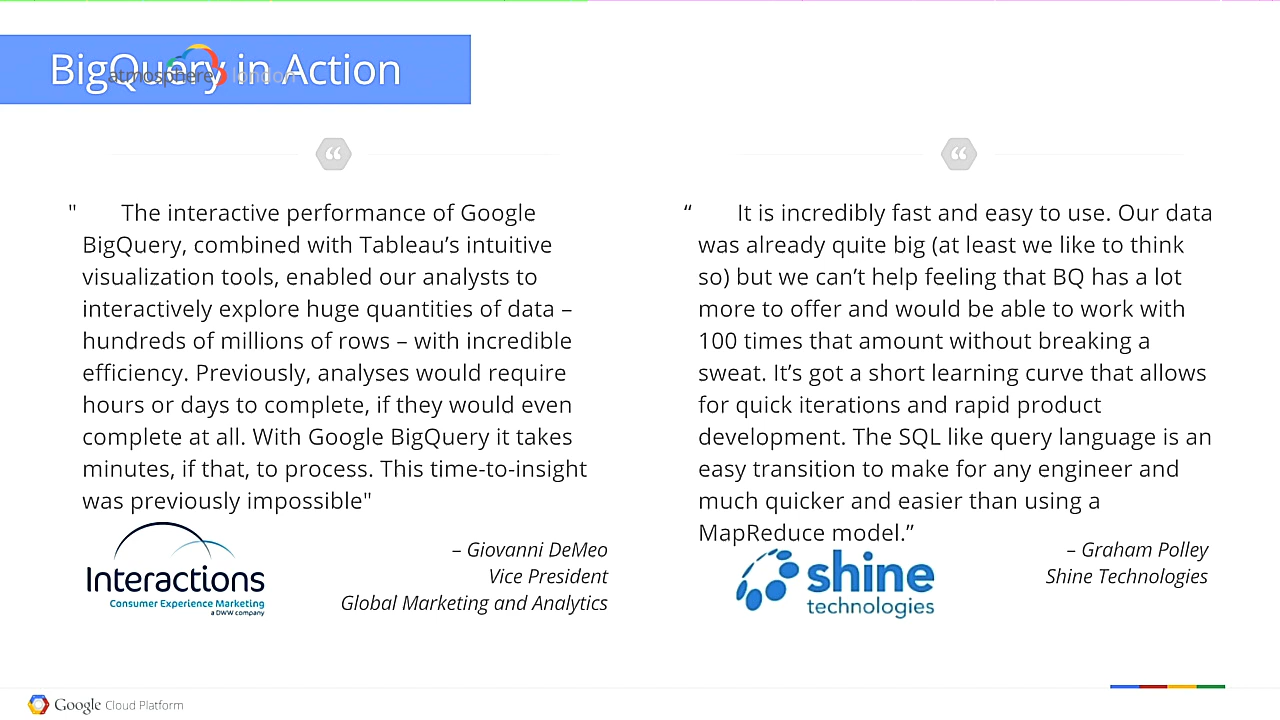 BigQuery in Action
atmosphere london
“
" The interactive performance of Google
BigQuery, combined with Tableau’s intuitive
visualization tools, enabled our analysts to
interactively explore huge quantities of data –
hundreds of millions of rows – with incredible
efficiency. Previously, analyses would require
hours or days to complete, if they would even
complete at all. With Google BigQuery it takes
minutes, if that, to process. This time-to-insight
was previously impossible"
– Giovanni DeMeo
Vice President
Global Marketing and Analytics
Interactions
Consumer Experience Marketing
a DWW company
“
“ It is incredibly fast and easy to use. Our data
was already quite big (at least we like to think
so) but we can’t help feeling that BQ has a lot
more to offer and would be able to work with
100 times that amount without breaking a
sweat. It’s got a short learning curve that allows
for quick iterations and rapid product
development. The SQL like query language is an
easy transition to make for any engineer and
much quicker and easier than using a
MapReduce model.”
– Graham Polley
Shine Technologies
shine
technologies
Google Cloud Platform